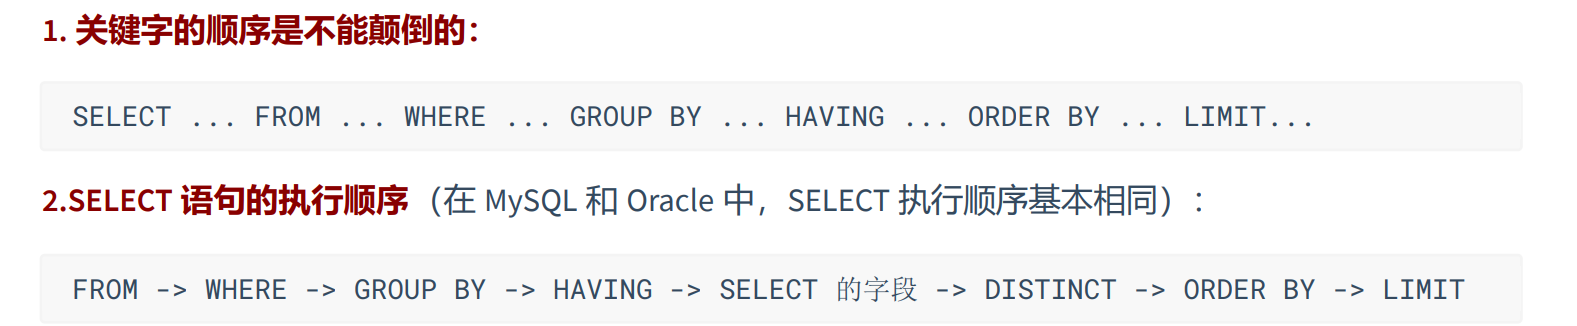 1. 关键字的顺序是不能颠倒的：
SELECT ... FROM ... WHERE ... GROUP BY ... HAVING ... ORDER BY ... LIMIT...
2.SELECT 语句的执行顺序（在 MySQL 和 Oracle 中，SELECT 执行顺序基本相同）：
FROM -> WHERE -> GROUP BY -> HAVING -> SELECT 的字段 -> DISTINCT -> ORDER BY -> LIMIT